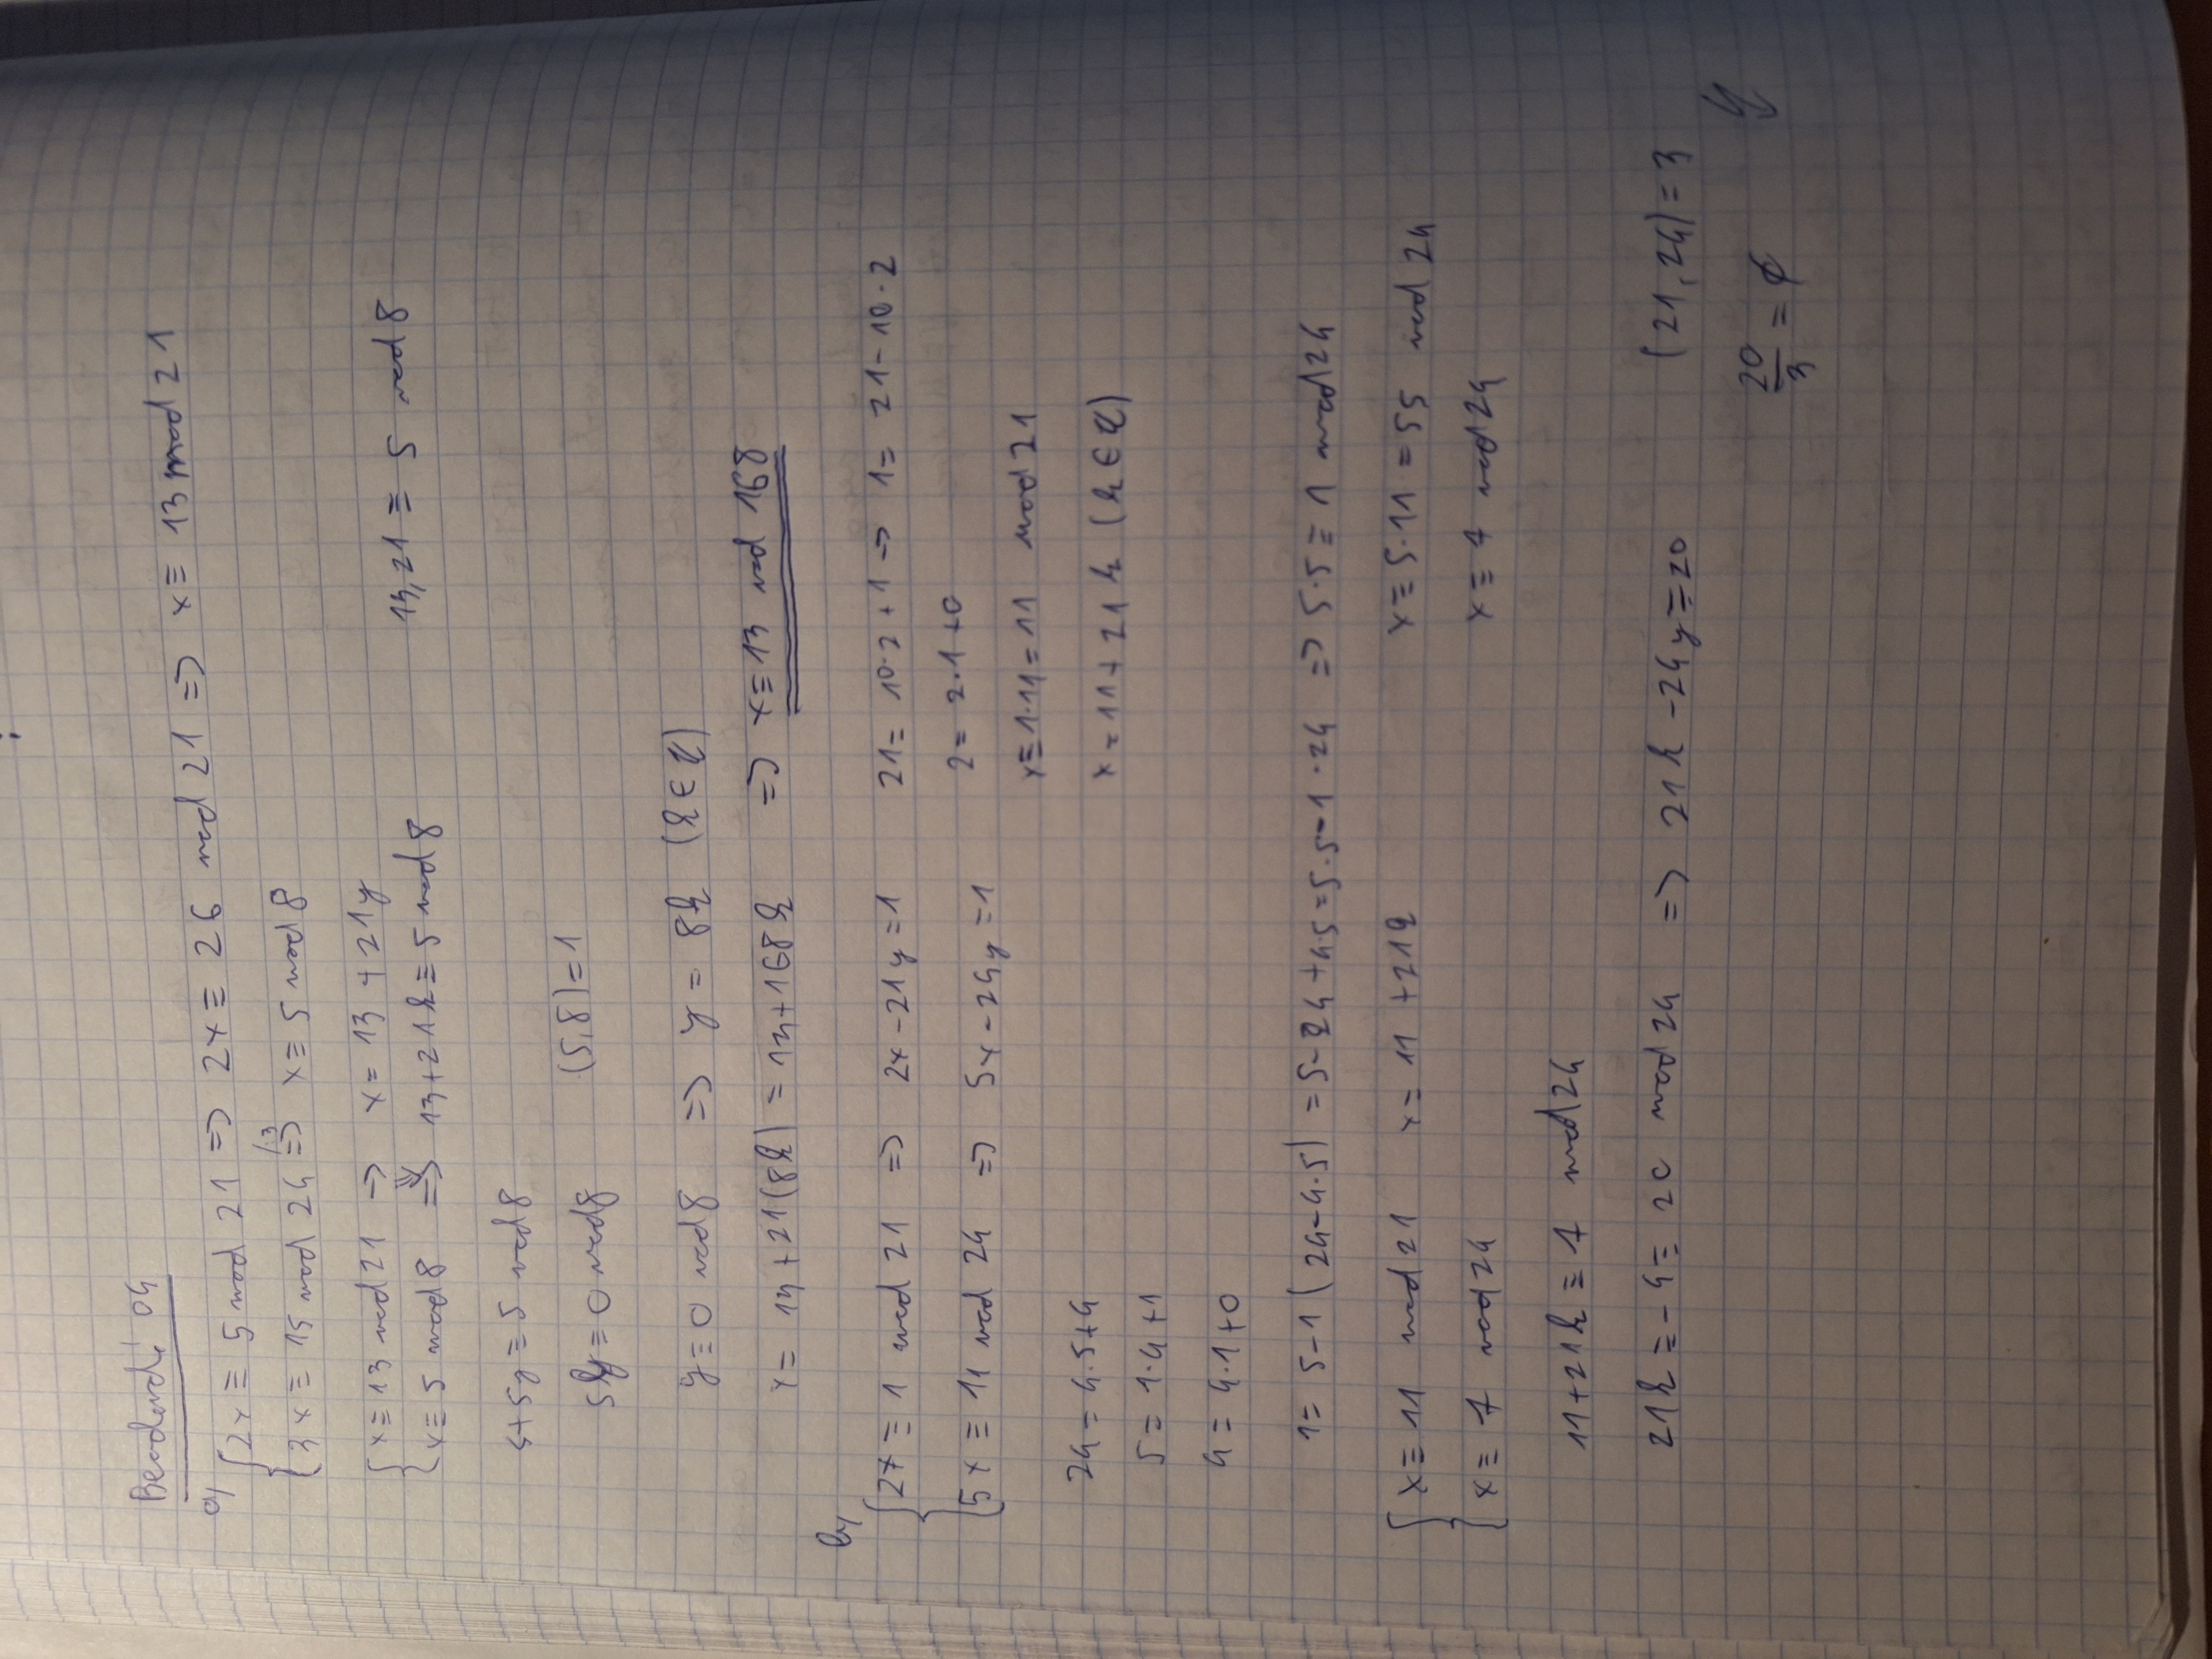 Beadandó 04
a) { 2x ≡ 5 mod 21 => 2x ≡ 26 mod 21 => x ≡ 13 mod 21
3x ≡ 15 mod 24 /:3 => x ≡ 5 mod 8
{ x ≡ 13 mod 21 -> x = 13 + 21y
x ≡ 5 mod 8 => 13 + 21k ≡ 5 mod 8
13,21 ≡ 5 mod 8
5+5y ≡ 5 mod 8
5y ≡ 0 mod 8 (5,8)=1
y ≡ 0 mod 8 => y = 8k (k∈Z)
x = 13 + 21(8k) = 13+168k => x ≡ 13 mod 168
b)
{ 2x ≡ 1 mod 21 => 2x - 21y = 1
5x ≡ 11 mod 24 => 5x - 24y = 1
21 = 10·2 + 1 -> 1 = 21 - 10·2
2 = 2·1 + 0
x ≡ 1·11 = 11 mod 21
x = 11 + 21k (k∈Z)
24 = 4·5+4
5 = 1·4+1
4 = 4·1+0
1 = 5-1(24-4·5) = 5-24+4·5 = 5·5-1·24 => 5·5 ≡ 1 mod 24
{ x ≡ 11 mod 21 x = 11 + 21k
x ≡ 7 mod 24
x ≡ 5·11 = 55 mod 24
x ≡ 7 mod 24
11+21k ≡ 7 mod 24
21k ≡ -4 ≡ 20 mod 24 => 21k - 24y = 20 (21,24) = 3
20/3 =